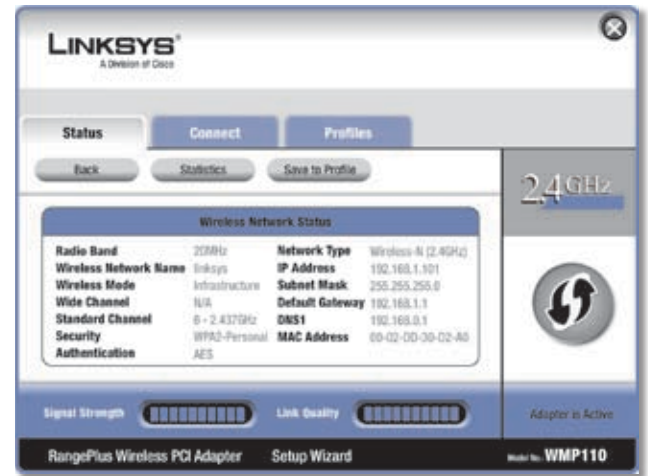 LINKSYS®
A Division of Cisco
Status Connect Profiles
Back Statistics Save to Profile
2,4GHz
Wireless Network Status
Radio Band 20MHz Network Type Wireless-N (2.4GHz)
Wireless Network Name linksys IP Address 192.168.1.101
Wireless Mode Infrastructure Subnet Mask 255.255.255.0
Wide Channel N/A Default Gateway 192.168.1.1
Standard Channel 6 - 2.437GHz DNS1 192.168.0.1
Security WPA2-Personal MAC Address 00-02-DD-30-D2-A0
Authentication AES
Signal Strength Link Quality Adapter is Active
RangePlus Wireless PCI Adapter Setup Wizard Model No. WMP110